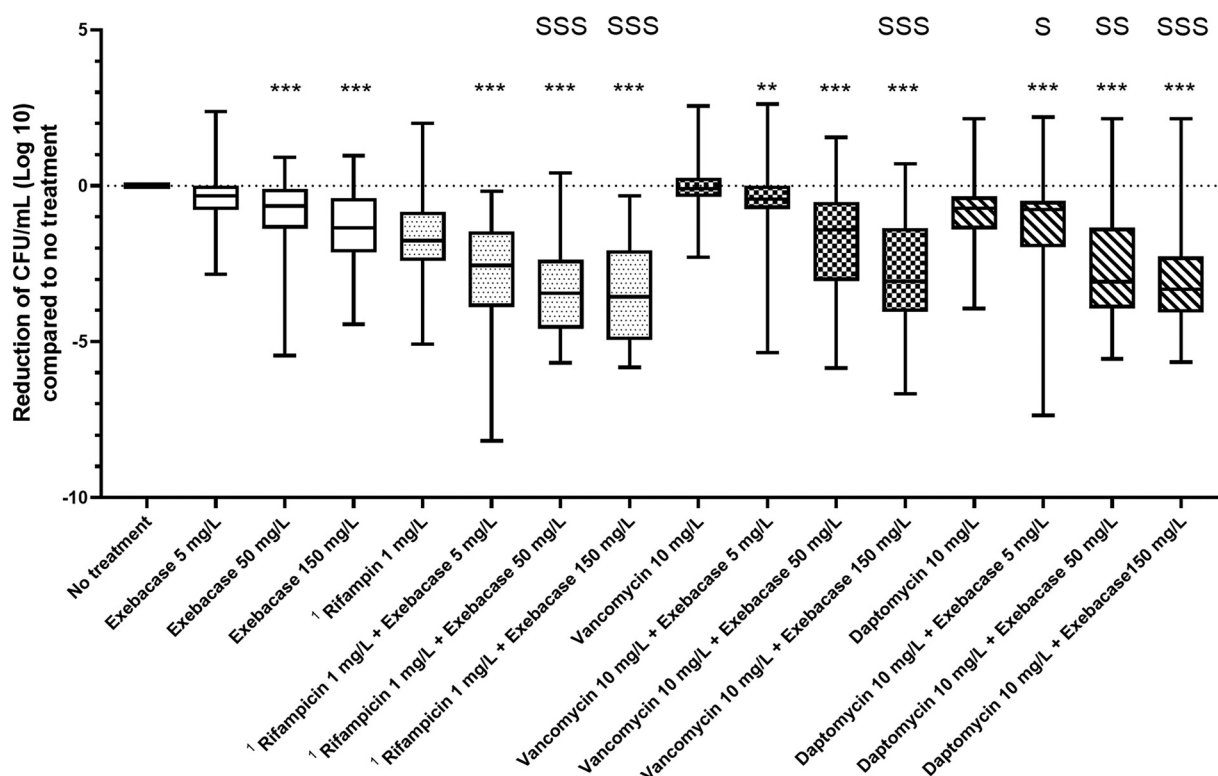 Reduction of CFU/mL (Log 10)
compared to no treatment
5
0
-5
-10
SSS SSS SSS S SS SSS
*** *** *** *** *** ** *** *** *** *** ***
No treatment
Exebacase 5 mg/L
Exebacase 50 mg/L
Exebacase 150 mg/L
1 Rifampin 1 mg/L
1 Rifampicin 1 mg/L + Exebacase 5 mg/L
1 Rifampicin 1 mg/L + Exebacase 50 mg/L
1 Rifampicin 1 mg/L + Exebacase 150 mg/L
Vancomycin 10 mg/L
Vancomycin 10 mg/L + Exebacase 5 mg/L
Vancomycin 10 mg/L + Exebacase 50 mg/L
Vancomycin 10 mg/L + Exebacase 150 mg/L
Daptomycin 10 mg/L
Daptomycin 10 mg/L + Exebacase 5 mg/L
Daptomycin 10 mg/L + Exebacase 50 mg/L
Daptomycin 10 mg/L + Exebacase150 mg/L